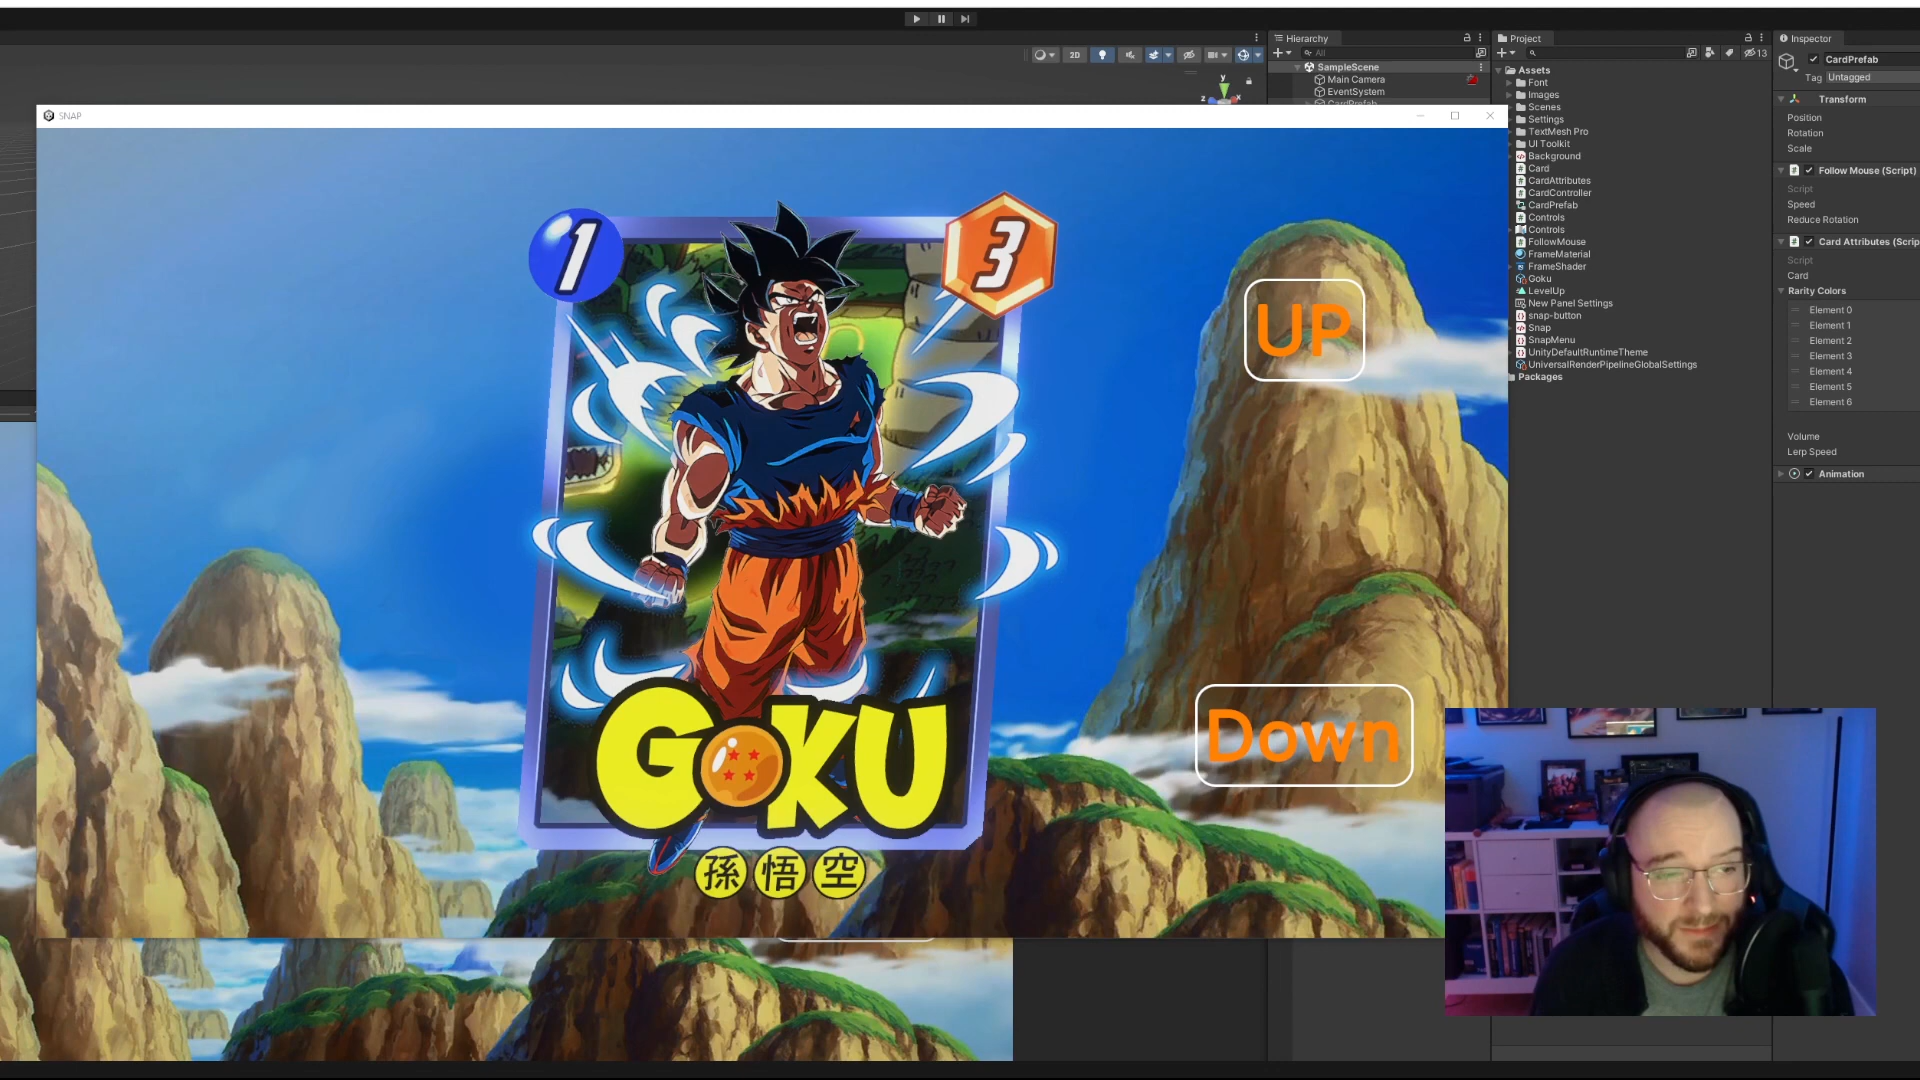 2D
Hierarchy
All
SampleScene
Main Camera
EventSystem
CardPrefab
Project
13
Assets
Font
Images
Scenes
Settings
TextMesh Pro
UI Toolkit
Background
Card
CardAttributes
CardController
CardPrefab
Controls
Controls
FollowMouse
FrameMaterial
FrameShader
Goku
LevelUp
New Panel Settings
snap-button
Snap
SnapMenu
UnityDefaultRuntimeTheme
UniversalRenderPipelineGlobalSettings
Packages
Inspector
CardPrefab
Tag Untagged
Transform
Position
Rotation
Scale
Follow Mouse (Script)
Script
Speed
Reduce Rotation
Card Attributes (Scrip
Script
Card
Rarity Colors
Element 0
Element 1
Element 2
Element 3
Element 4
Element 5
Element 6
Volume
Lerp Speed
Animation
y
z
x
SNAP
1
3
UP
Down
GOKU
孫悟空